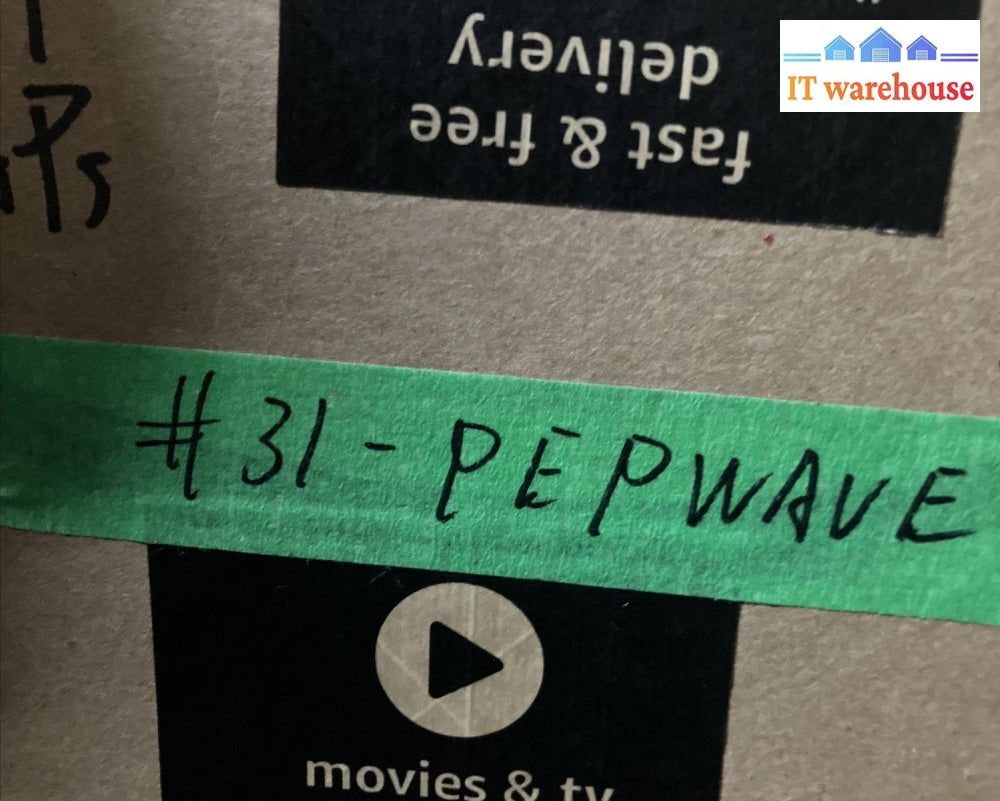 fast & free
delivery
IT warehouse
#31 - PEPWAVE
movies & tv